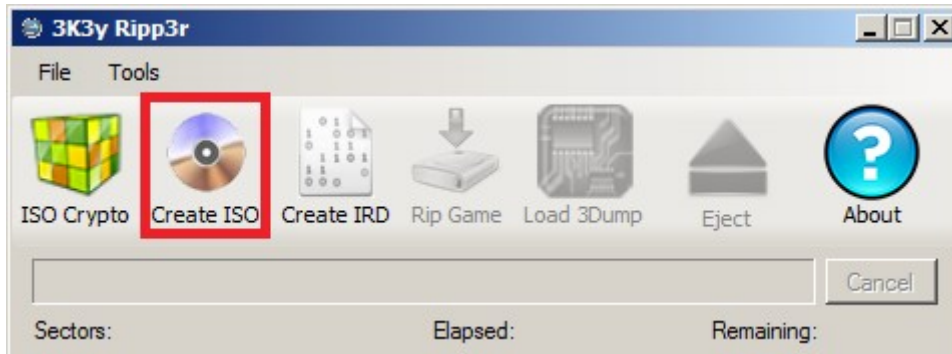 3K3y Ripp3r
File Tools
ISO Crypto Create ISO Create IRD Rip Game Load 3Dump Eject About
Cancel
Sectors: Elapsed: Remaining: